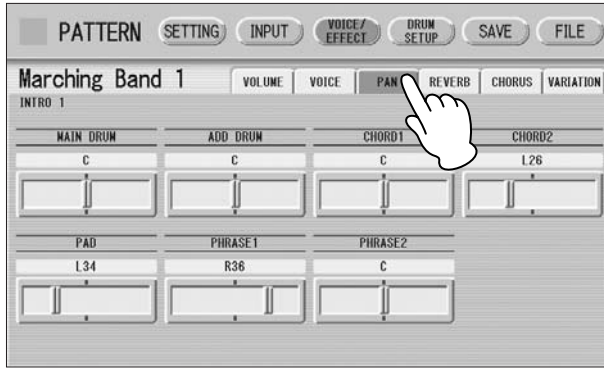 PATTERN SETTING INPUT VOICE/ EFFECT DRUM SETUP SAVE FILE
Marching Band 1 VOLUME VOICE PAN REVERB CHORUS VARIATION
INTRO 1
MAIN DRUM ADD DRUM CHORD1 CHORD2
C C C L26
PAD PHRASE1 PHRASE2
L34 R36 C